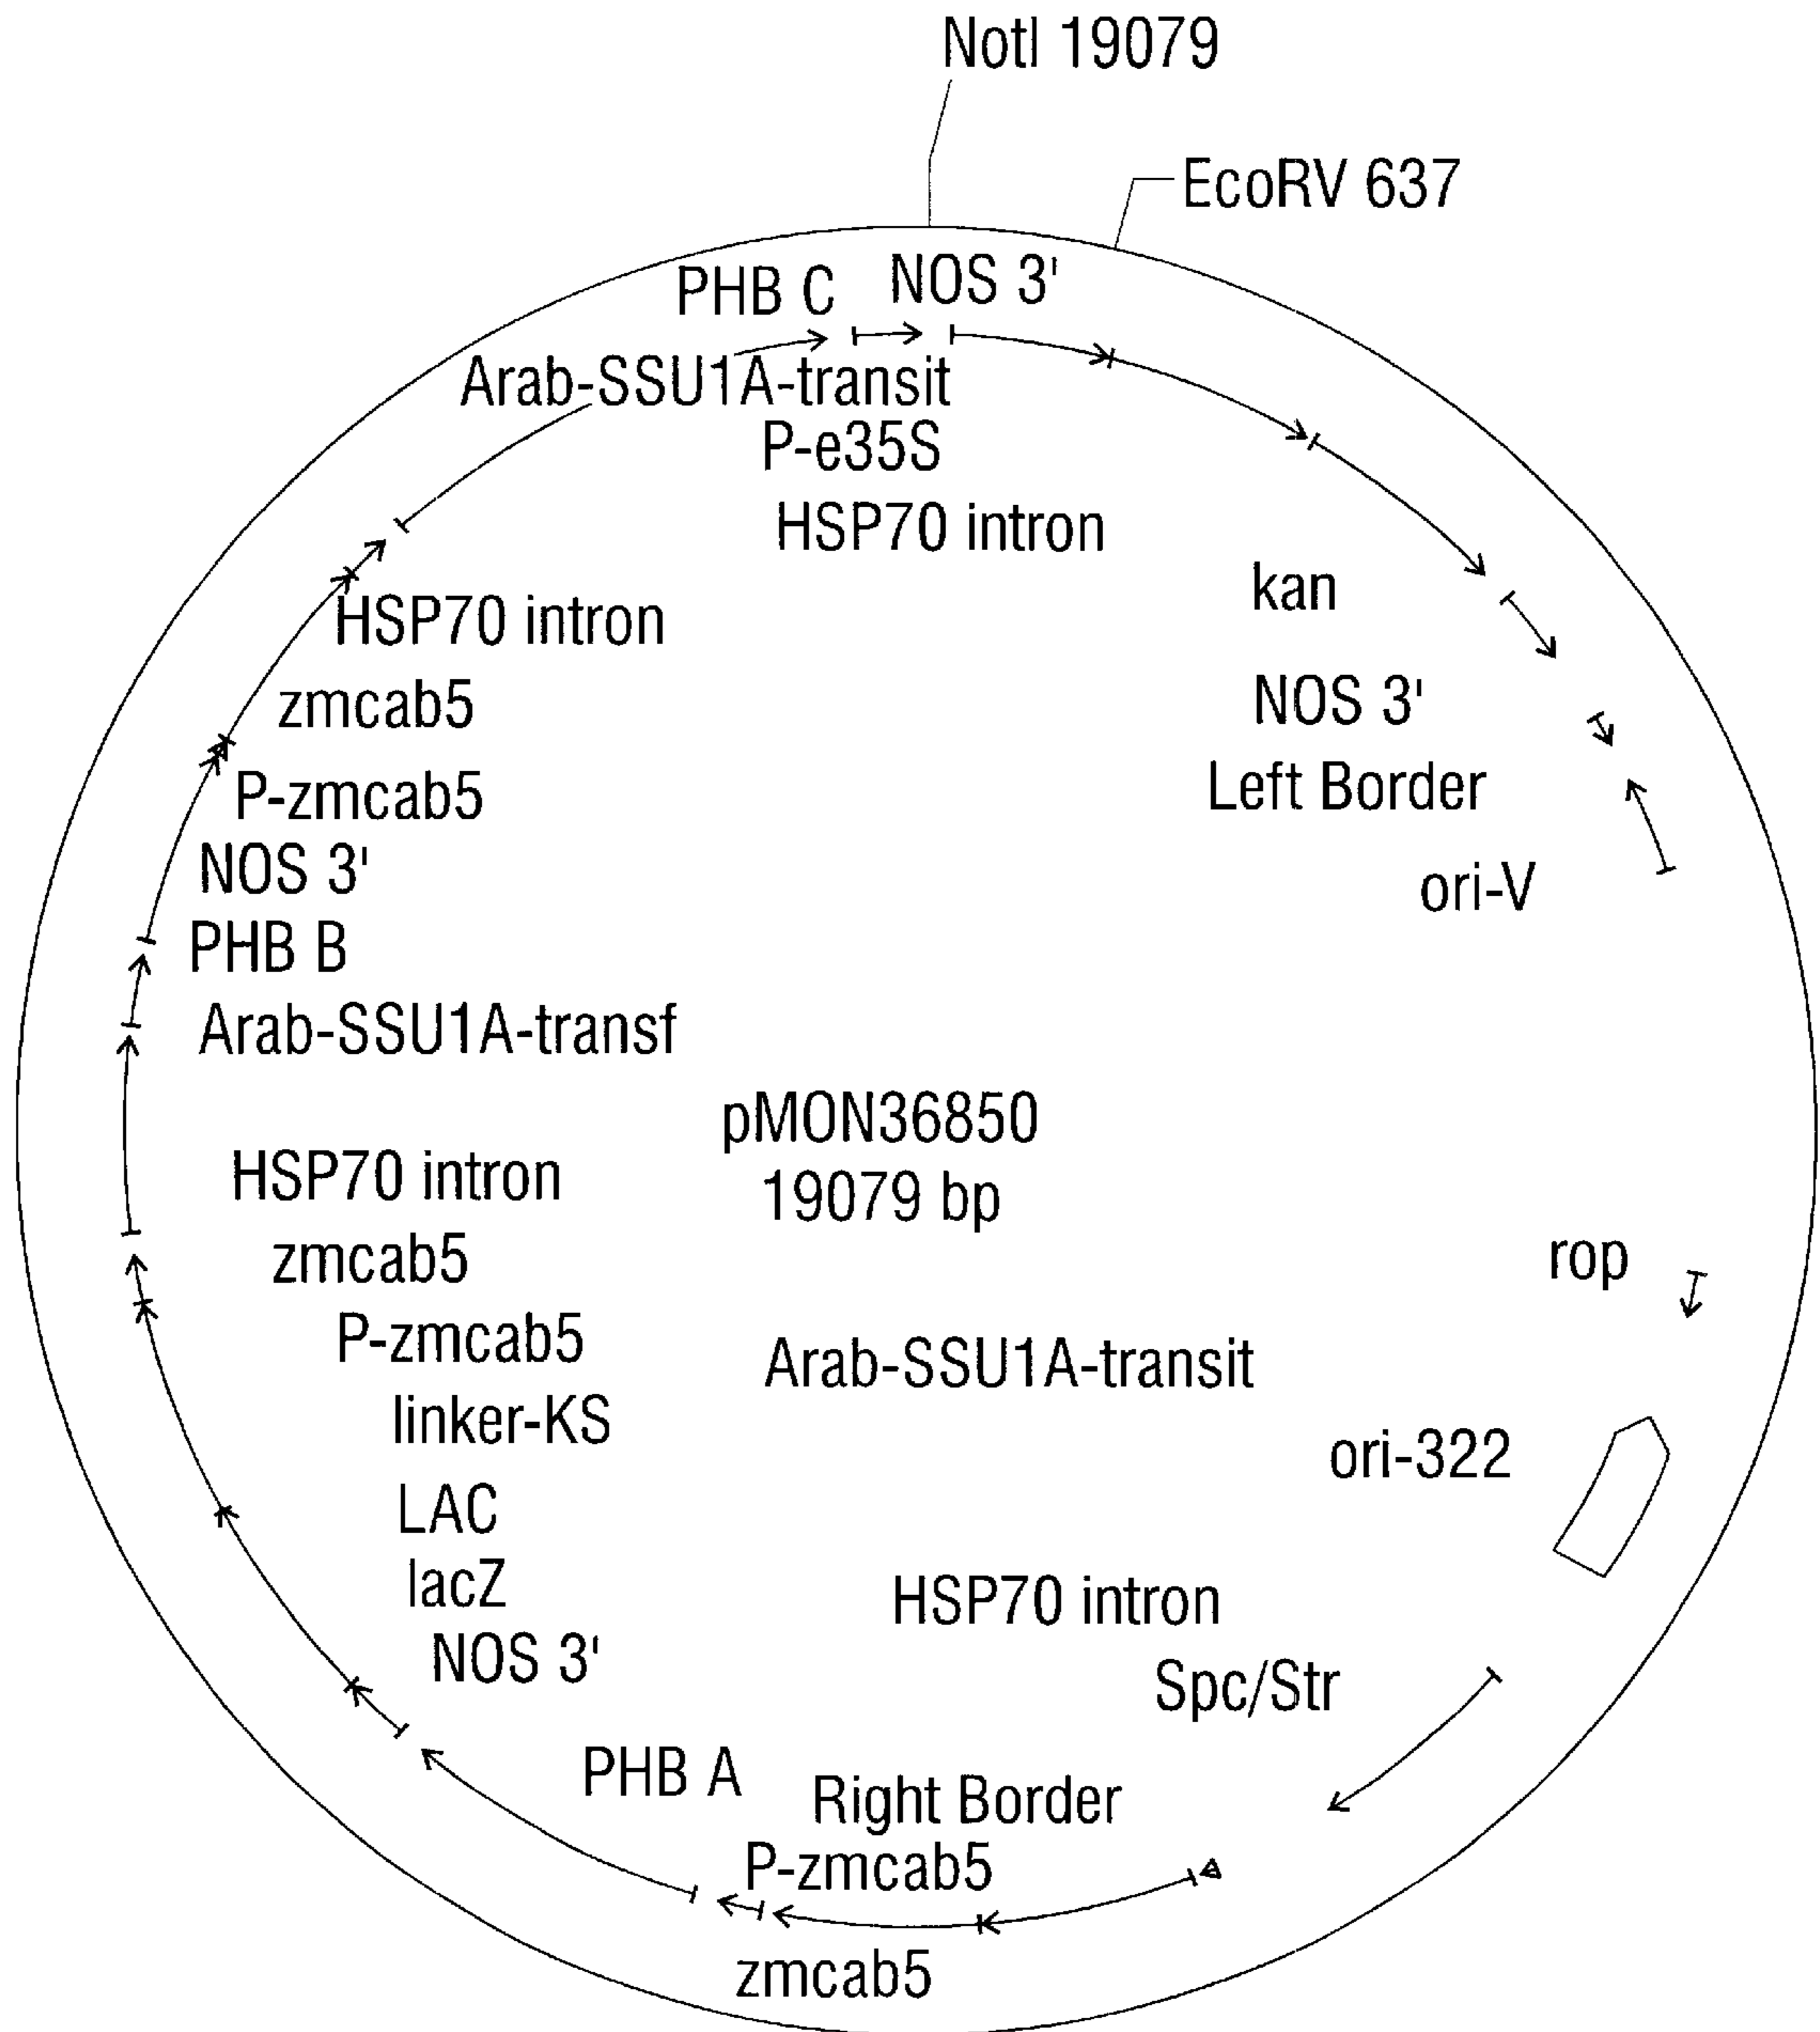 NotI 19079
EcoRV 637
PHB C
NOS 3'
Arab-SSU1A-transit
P-e35S
HSP70 intron
kan
HSP70 intron
NOS 3'
zmcab5
Left Border
P-zmcab5
NOS 3'
ori-V
PHB B
Arab-SSU1A-transf
pMON36850
19079 bp
HSP70 intron
zmcab5
rop
P-zmcab5
Arab-SSU1A-transit
linker-KS
ori-322
LAC
lacZ
HSP70 intron
NOS 3'
Spc/Str
PHB A
Right Border
P-zmcab5
zmcab5